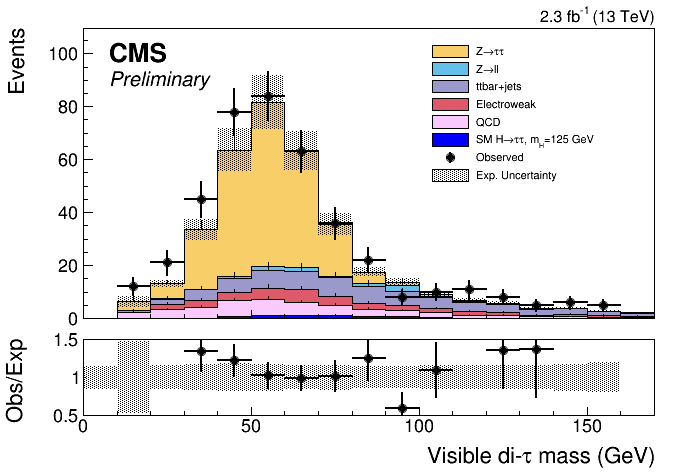 2.3 fb⁻¹ (13 TeV)
Events
100
80
60
40
20
0
CMS
Preliminary
Z→ττ
Z→ll
ttbar+jets
Electroweak
QCD
SM H→ττ, m_H=125 GeV
Observed
Exp. Uncertainty
Obs/Exp
1.5
1
0.5
0 50 100 150
Visible di-τ mass (GeV)